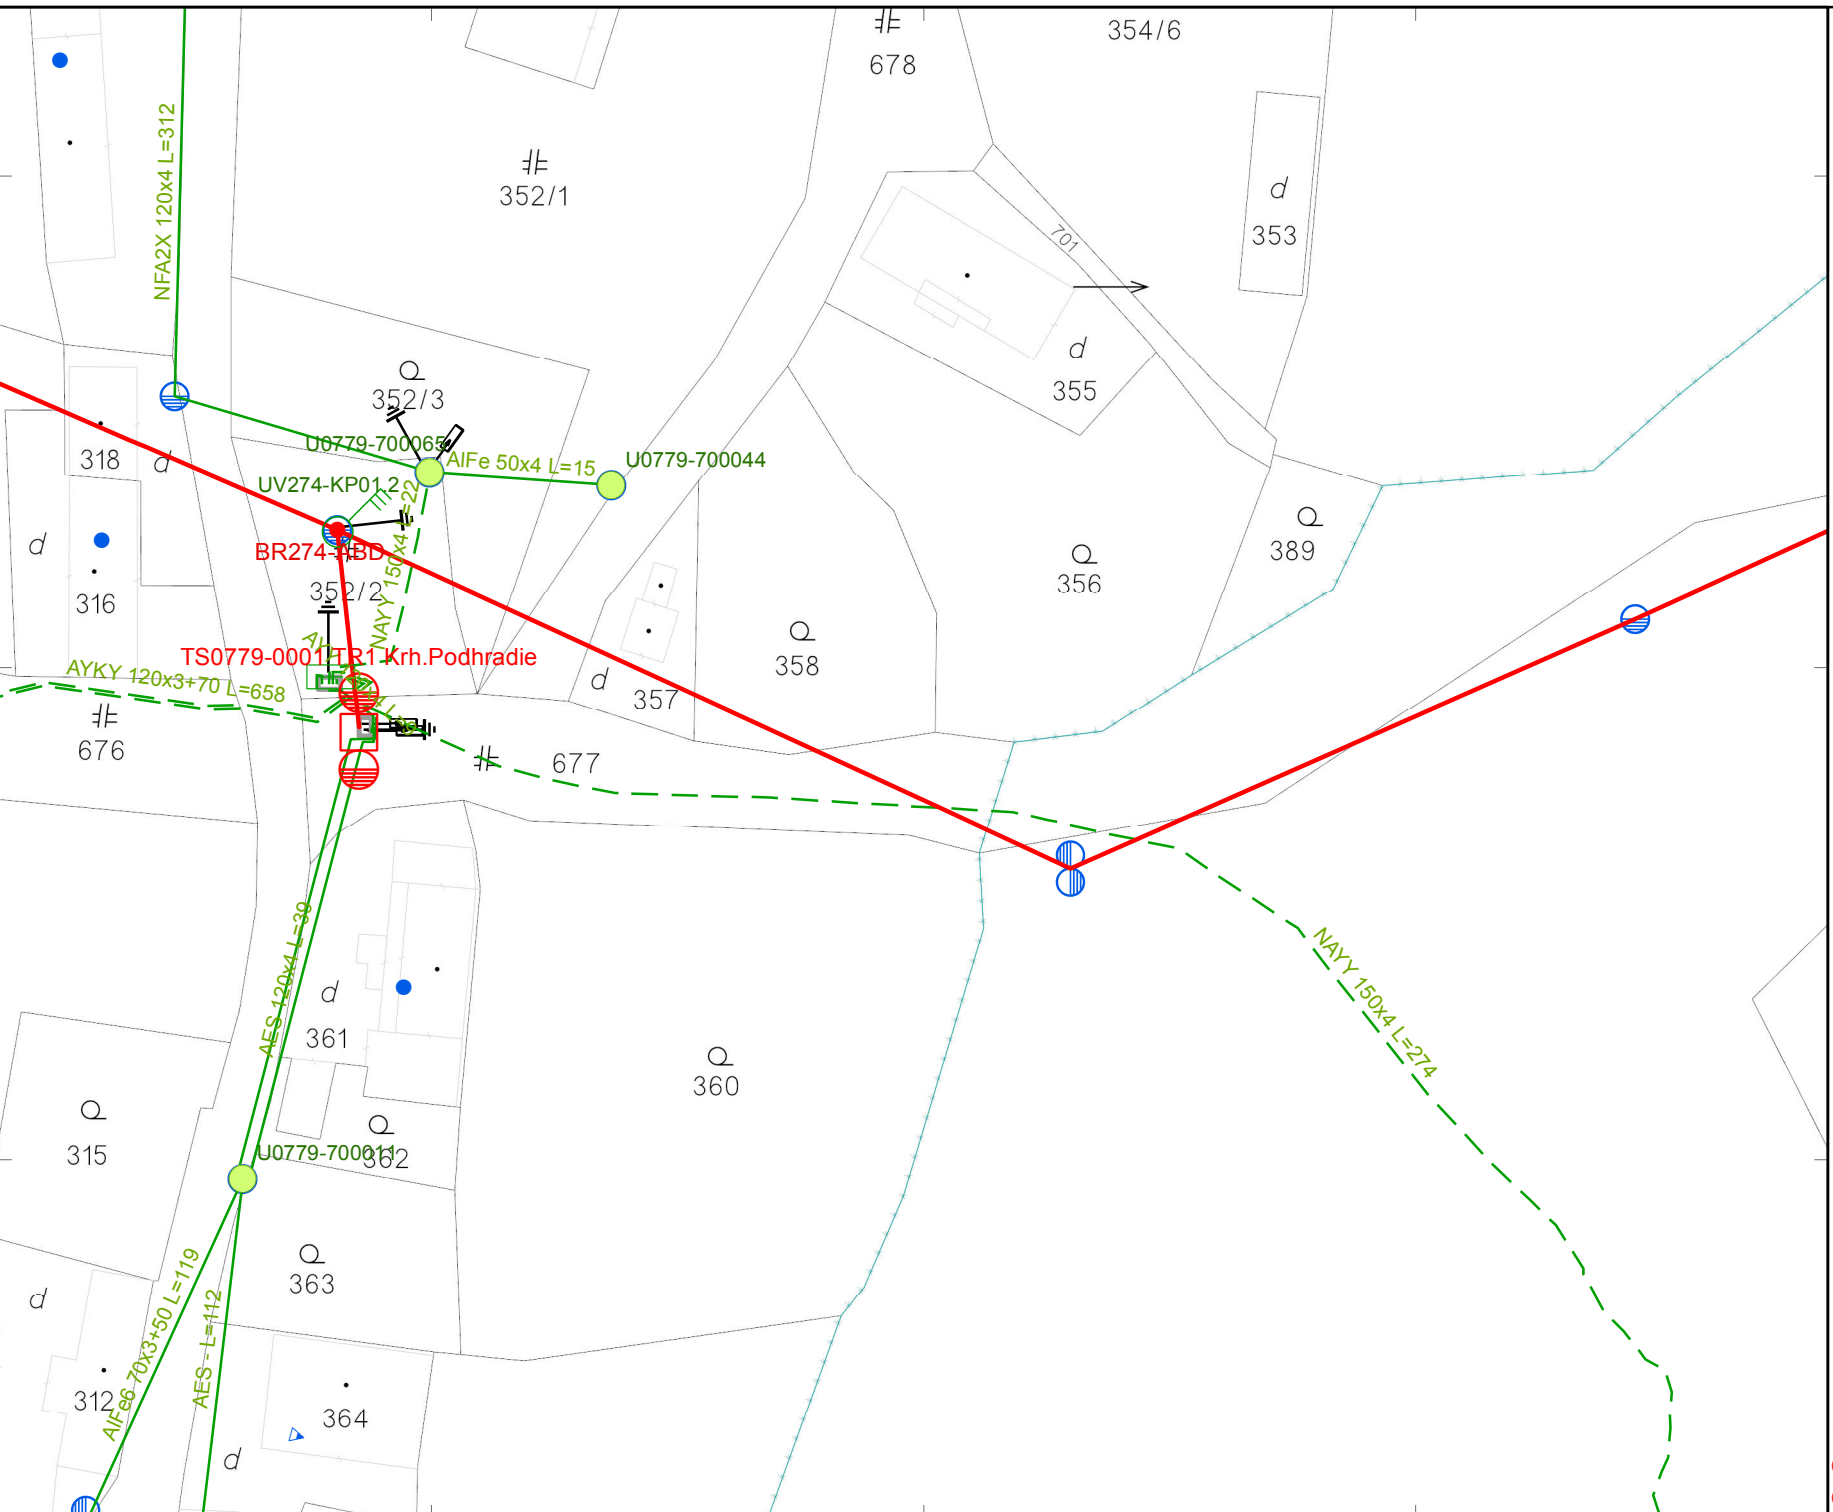 354/6
678
NFA2X 120x4 L=312
352/1
d
353
701
d
355
352/3
U0779-700065
AlFe 50x4 L=15
U0779-700044
318
d
UV274-KP01.2
389
d
BR274-ABD
356
352/2
316
NAYY 150x4 L=22
TS0779-0001 TR1 Krh.Podhradie
358
AYKY 120x3+70 L=658
d
357
676
677
AES 120x4 L=39
NAYY 150x4 L=274
d
361
360
315
U0779-700011
362
363
AlFe6 70x3+50 L=119
d
AES - L=112
312
364
d